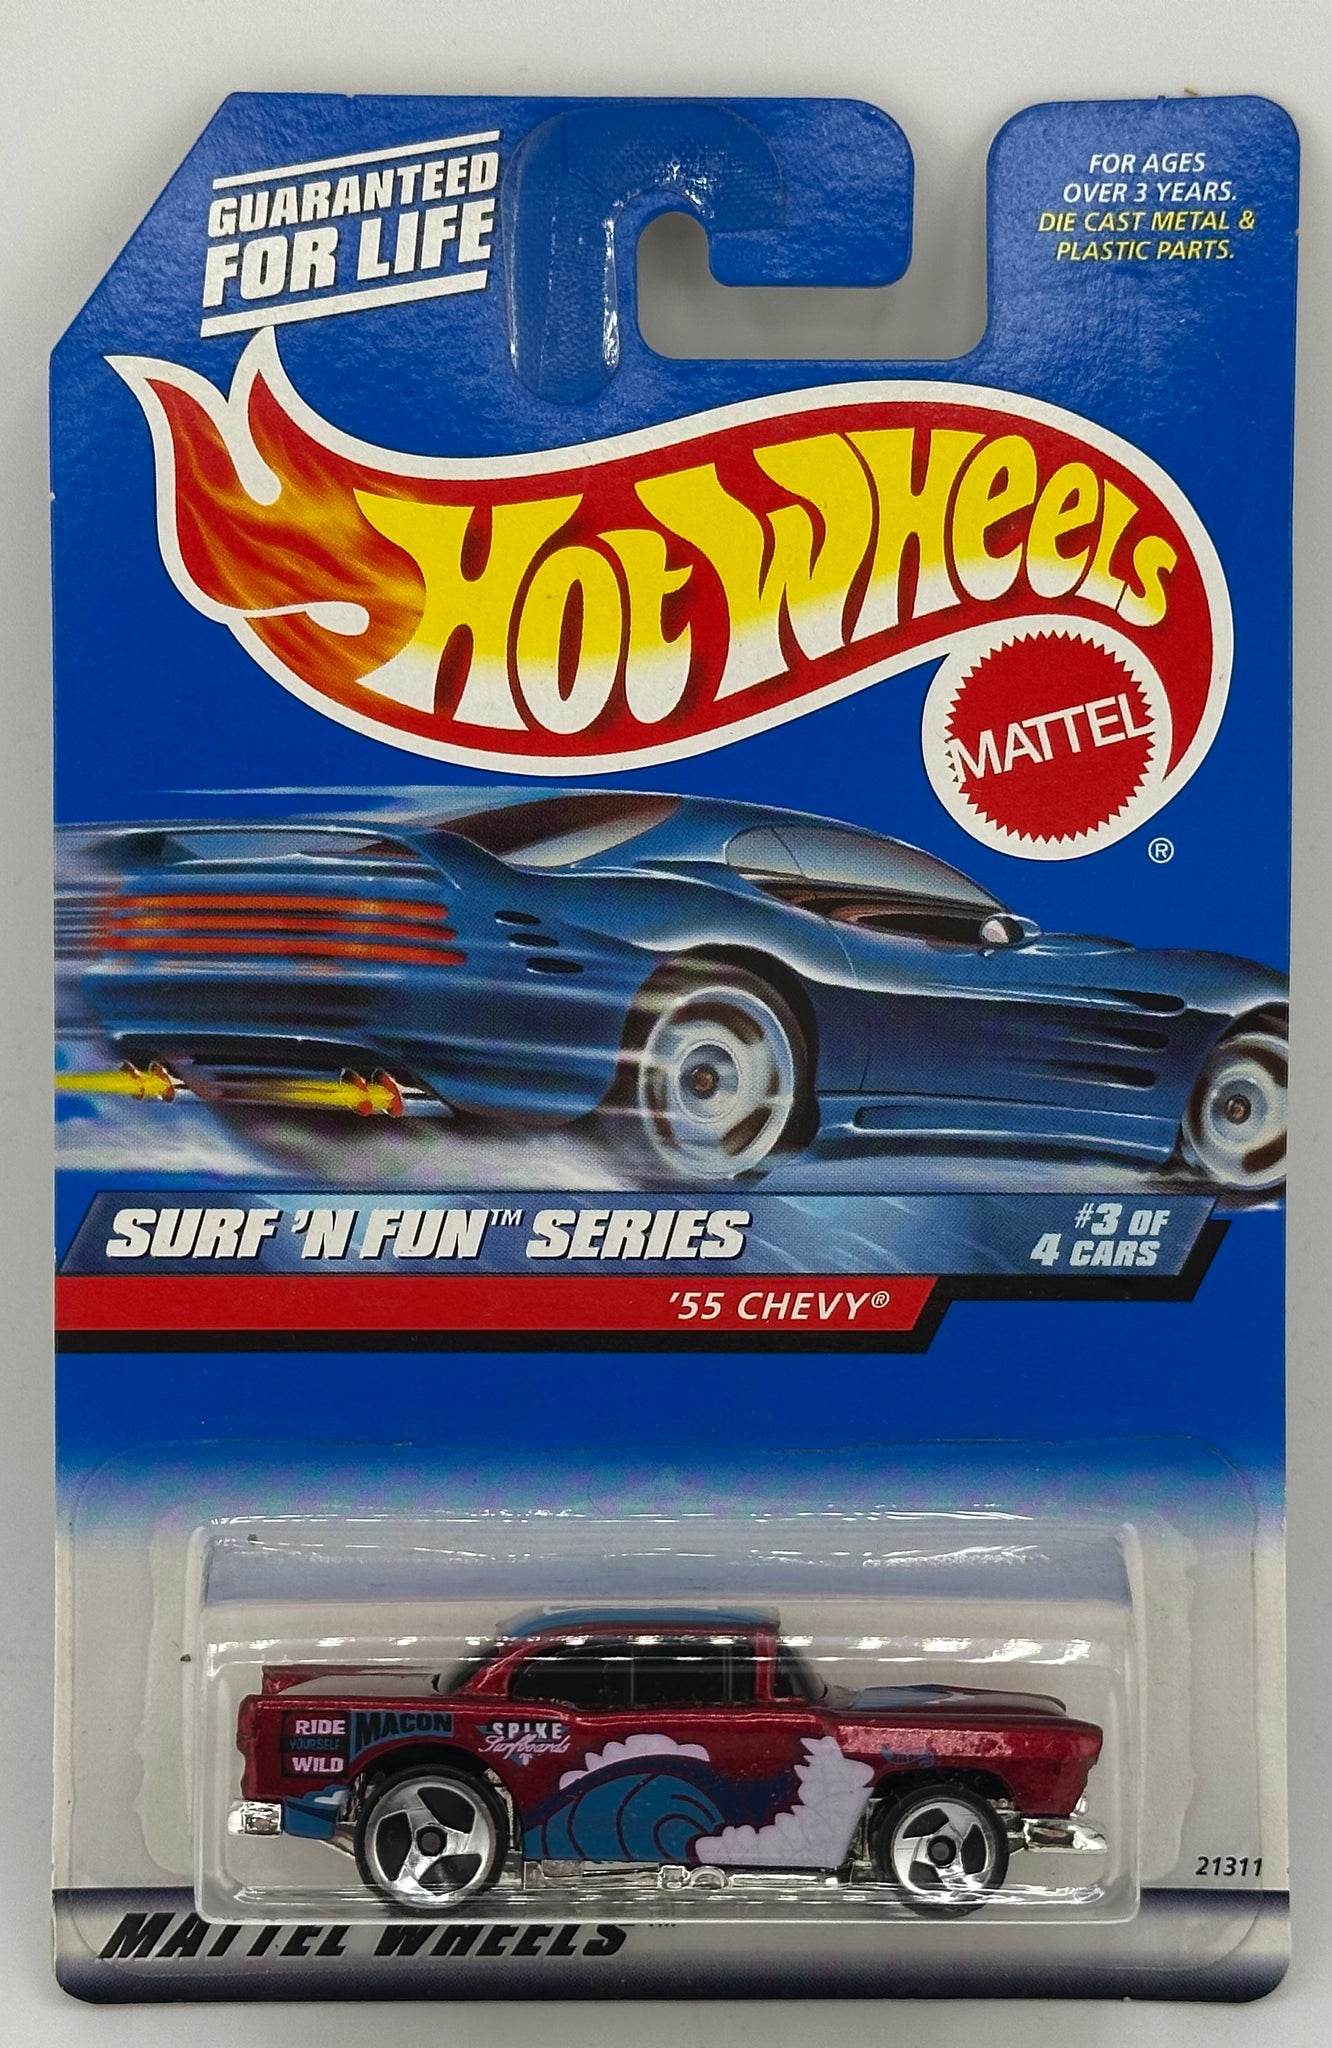 GUARANTEED
FOR LIFE
FOR AGES
OVER 3 YEARS.
DIE CAST METAL &
PLASTIC PARTS.
HOT WHEELS
MATTEL
®
SURF 'N FUN™ SERIES
#3 OF
4 CARS
'55 CHEVY®
RIDE
YOURSELF
WILD
MACON
SPIKE
Surfboards
21311
MATTEL WHEELS™